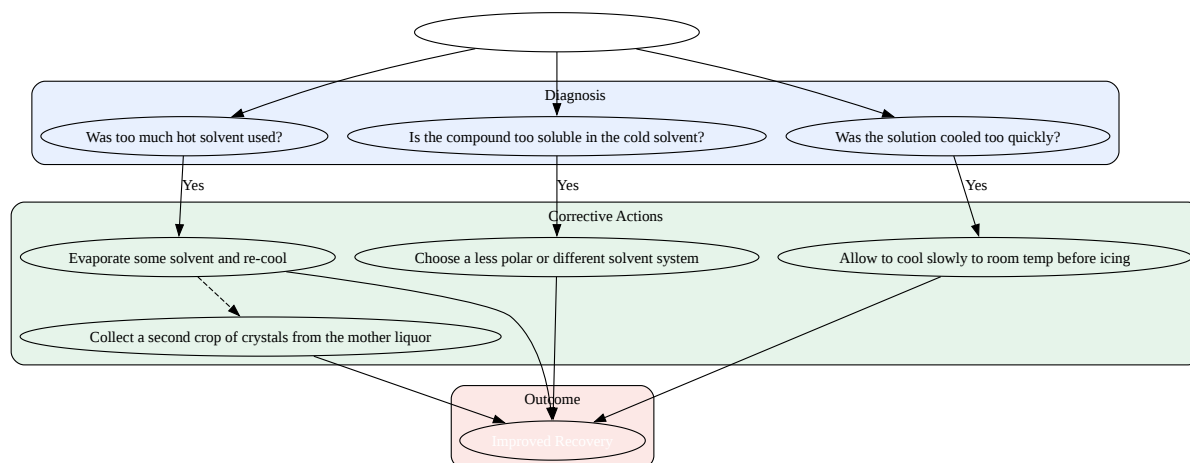 Diagnosis
Was too much hot solvent used?
Is the compound too soluble in the cold solvent?
Was the solution cooled too quickly?
Yes
Yes
Yes
Corrective Actions
Evaporate some solvent and re-cool
Choose a less polar or different solvent system
Allow to cool slowly to room temp before icing
Collect a second crop of crystals from the mother liquor
Outcome
Improved Recovery